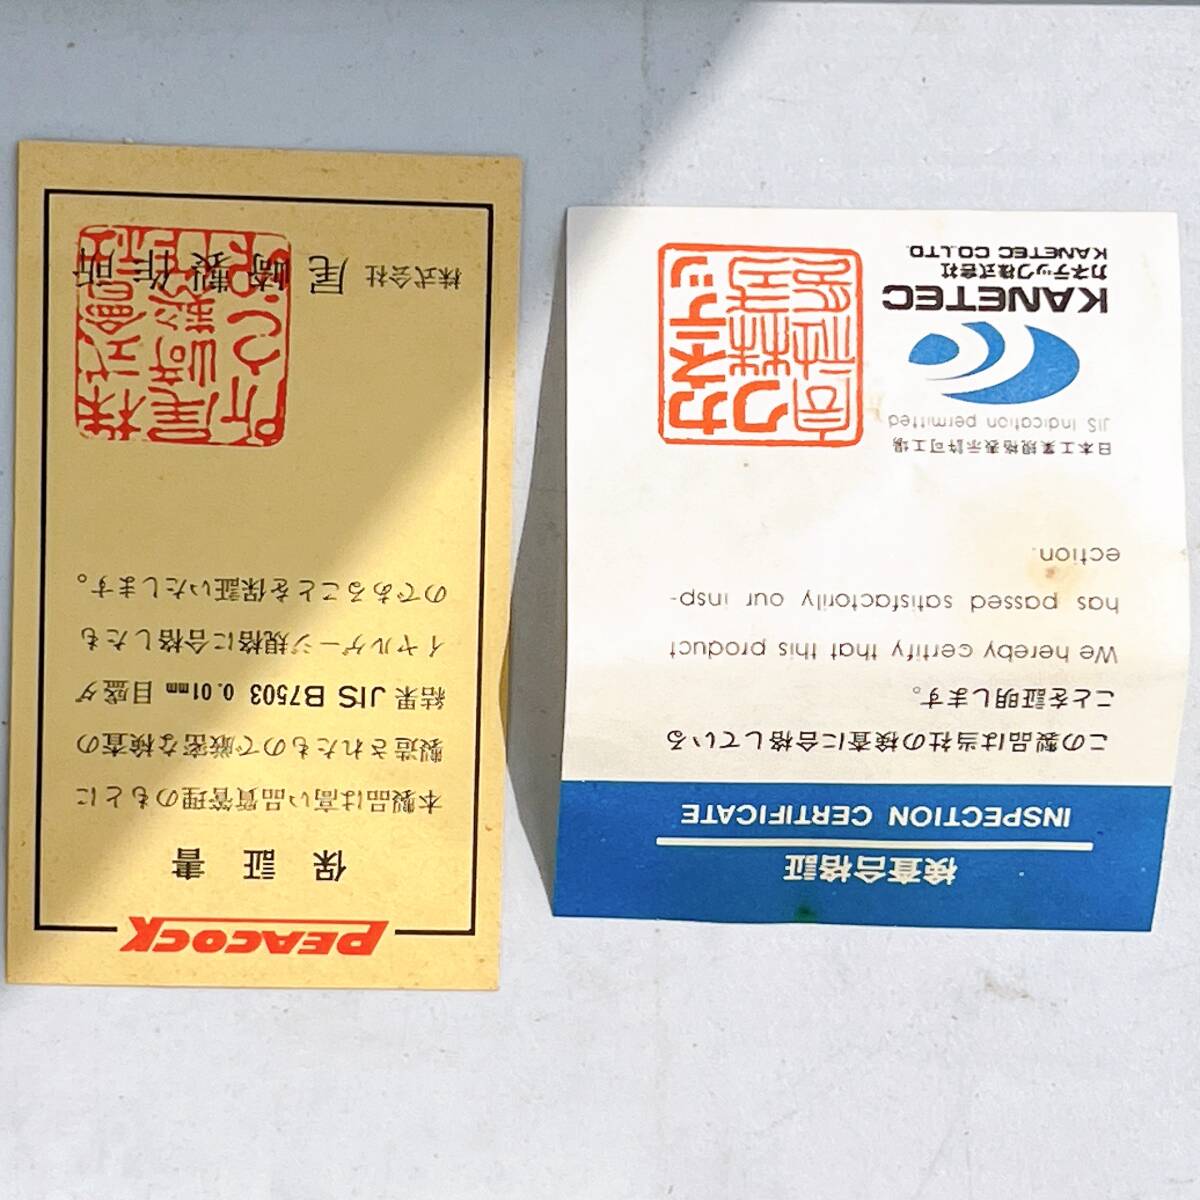 PEACOCK
保証書
本製品は高い品質管理のもとに
製造されたもので厳密な検査の
結果 JIS B7503 0.01mm 目盛ダ
イヤルゲージ規格に合格したも
のであることを保証いたします。
株式会社 尾崎製作所
検査合格証
INSPECTION CERTIFICATE
この製品は当社の検査に合格している
ことを証明します。
We hereby certify that this product
has passed satisfactorily our insp-
ection.
日本工業規格表示許可工場
JIS Indication permitted
KANETEC
カネテック株式会社
KANETEC CO.,LTD.